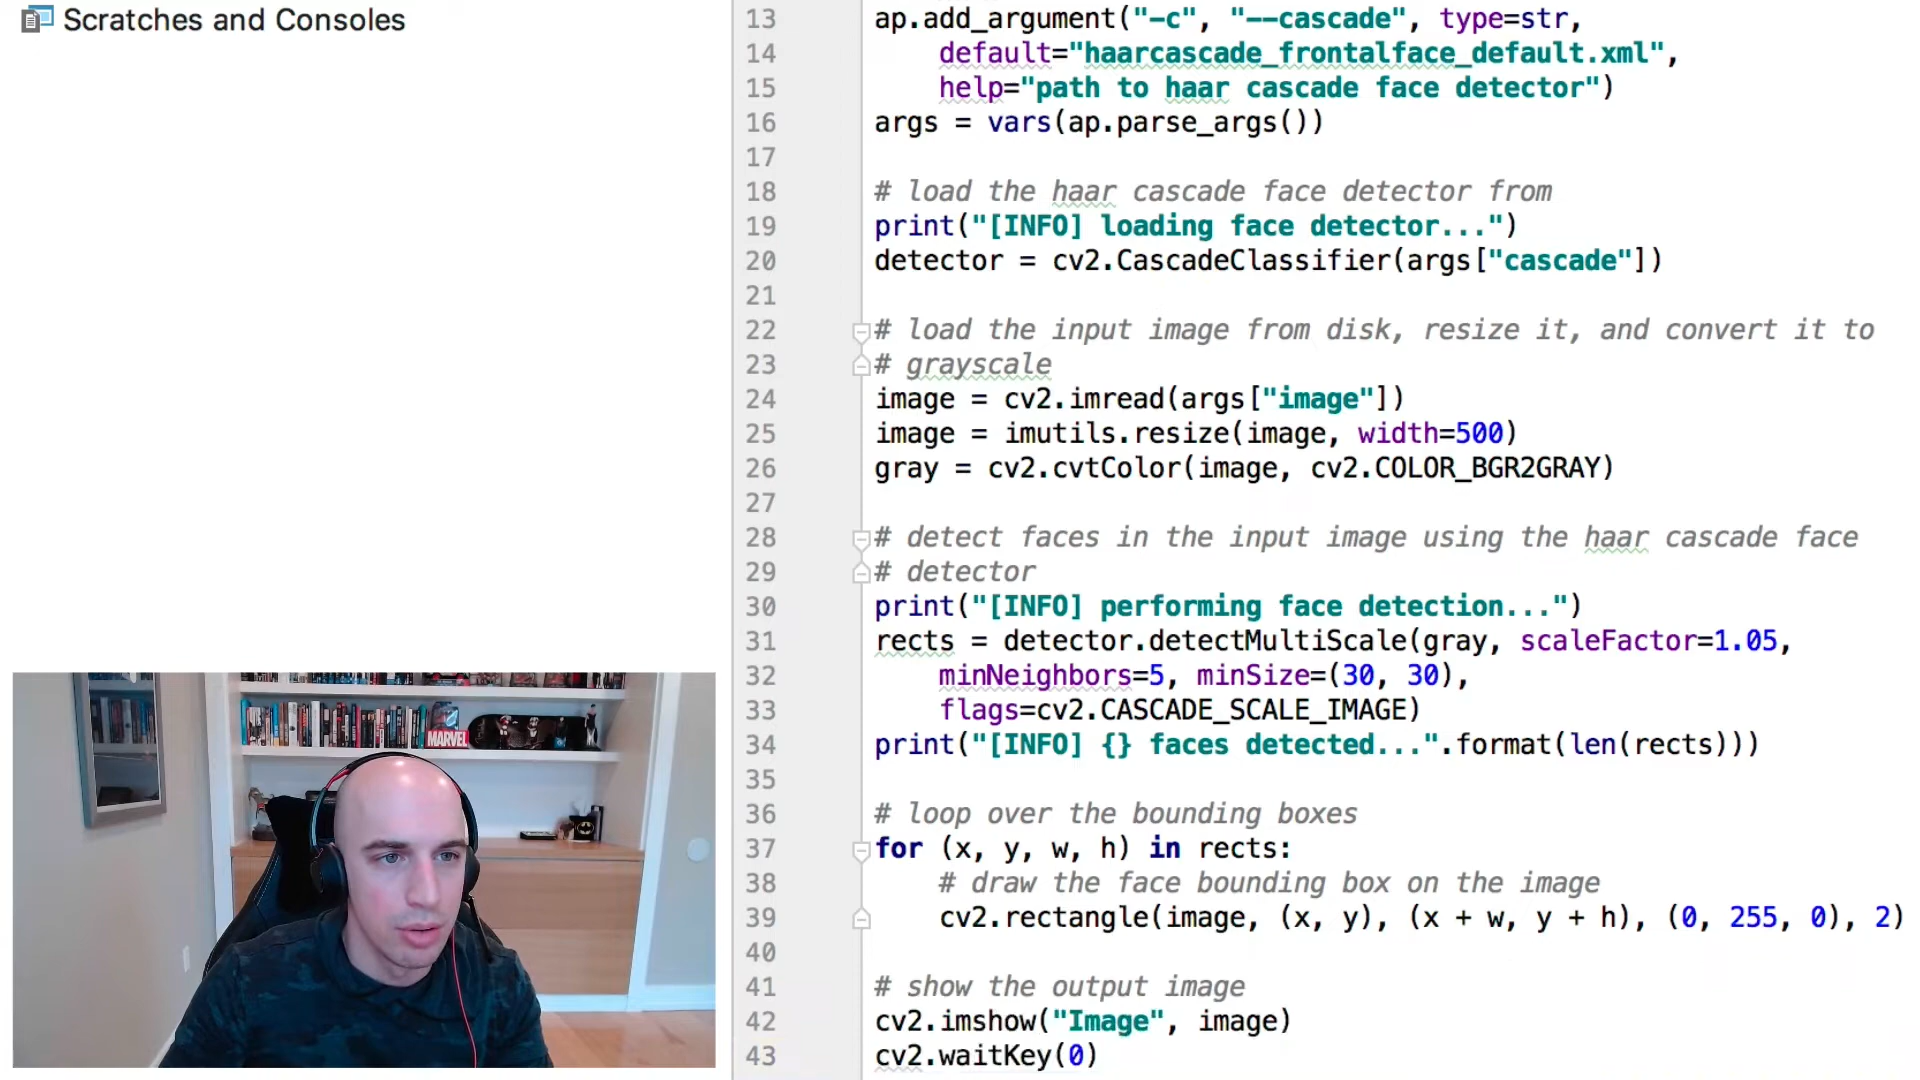 Scratches and Consoles
13 ap.add_argument("-c", "--cascade", type=str,
14     default="haarcascade_frontalface_default.xml",
15     help="path to haar cascade face detector")
16 args = vars(ap.parse_args())
17
18 # load the haar cascade face detector from
19 print("[INFO] loading face detector...")
20 detector = cv2.CascadeClassifier(args["cascade"])
21
22 # load the input image from disk, resize it, and convert it to
23 # grayscale
24 image = cv2.imread(args["image"])
25 image = imutils.resize(image, width=500)
26 gray = cv2.cvtColor(image, cv2.COLOR_BGR2GRAY)
27
28 # detect faces in the input image using the haar cascade face
29 # detector
30 print("[INFO] performing face detection...")
31 rects = detector.detectMultiScale(gray, scaleFactor=1.05,
32     minNeighbors=5, minSize=(30, 30),
33     flags=cv2.CASCADE_SCALE_IMAGE)
34 print("[INFO] {} faces detected...".format(len(rects)))
35
36 # loop over the bounding boxes
37 for (x, y, w, h) in rects:
38     # draw the face bounding box on the image
39     cv2.rectangle(image, (x, y), (x + w, y + h), (0, 255, 0), 2)
40
41 # show the output image
42 cv2.imshow("Image", image)
43 cv2.waitKey(0)
MARVEL